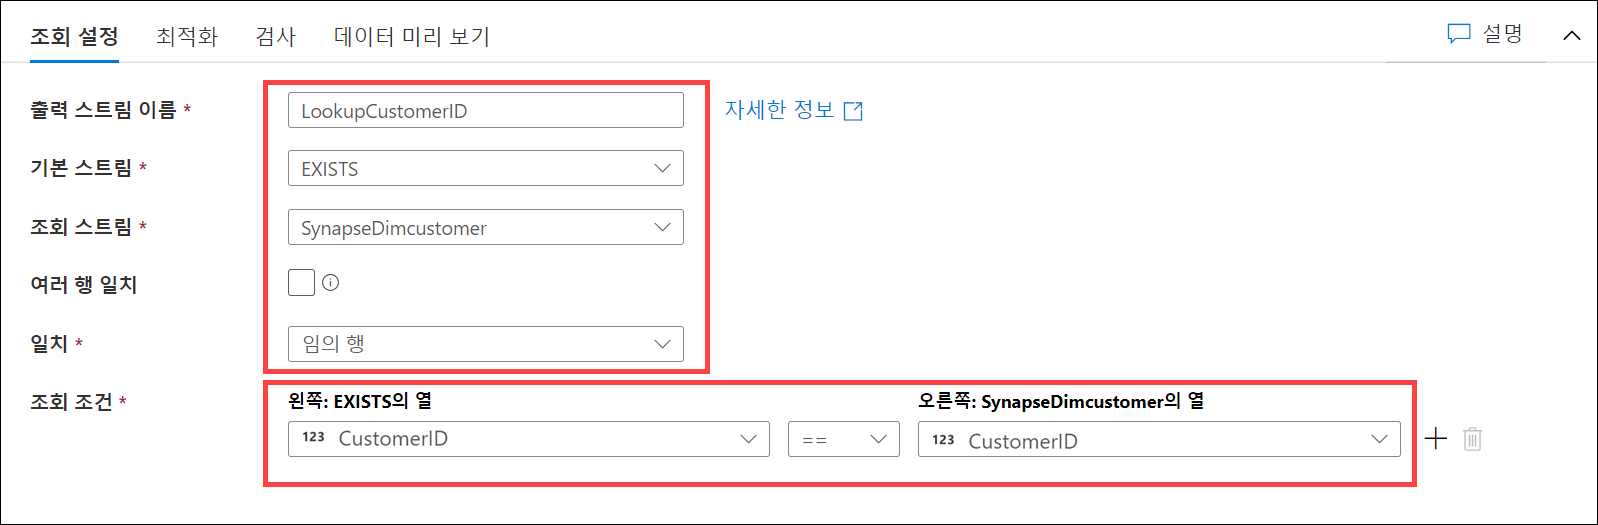 조회 설정 최적화 검사 데이터 미리 보기 설명
출력 스트림 이름 * LookupCustomerID 자세한 정보
기본 스트림 * EXISTS
조회 스트림 * SynapseDimcustomer
여러 행 일치
일치 * 임의 행
조회 조건 * 왼쪽: EXISTS의 열 오른쪽: SynapseDimcustomer의 열
123 CustomerID == 123 CustomerID